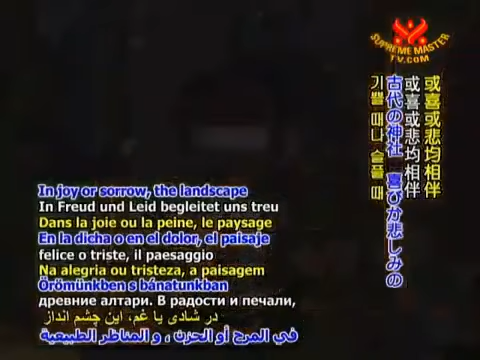 SUPREME MASTER
TV.COM
或喜或悲均相伴
或喜或悲均相伴
古代の神社 喜びか悲しみの
기쁠 때나 슬플 때
In joy or sorrow, the landscape
In Freud und Leid begleitet uns treu
Dans la joie ou la peine, le paysage
En la dicha o en el dolor, el paisaje
felice o triste, il paesaggio
Na alegria ou tristeza, a paisagem
Örömünkben s bánatunkban
древние алтари. В радости и печали,
در شادی یا غم، این چشم انداز
في المرح أو الحزن ، و المناظر الطبيعية